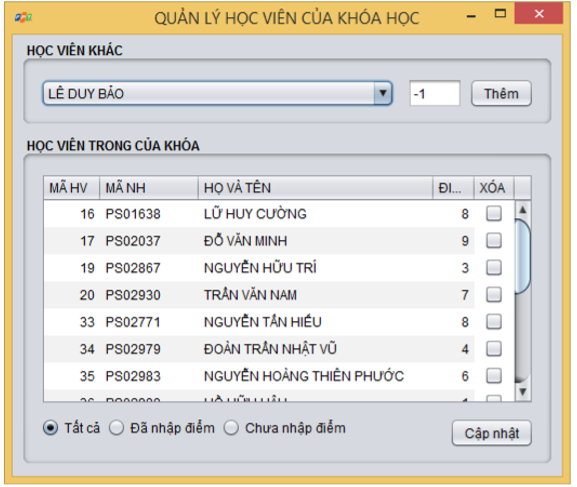 QUẢN LÝ HỌC VIÊN CỦA KHÓA HỌC
HỌC VIÊN KHÁC
LÊ DUY BẢO -1 Thêm
HỌC VIÊN TRONG CỦA KHÓA
MÃ HV MÃ NH HỌ VÀ TÊN ĐI... XÓA
16 PS01638 LỮ HUY CƯỜNG 8
17 PS02037 ĐỖ VĂN MINH 9
19 PS02867 NGUYỄN HỮU TRÍ 3
20 PS02930 TRẦN VĂN NAM 7
33 PS02771 NGUYỄN TẤN HIẾU 8
34 PS02979 ĐOÀN TRẦN NHẬT VŨ 4
35 PS02983 NGUYỄN HOÀNG THIÊN PHƯỚC 6
Tất cả Đã nhập điểm Chưa nhập điểm Cập nhật